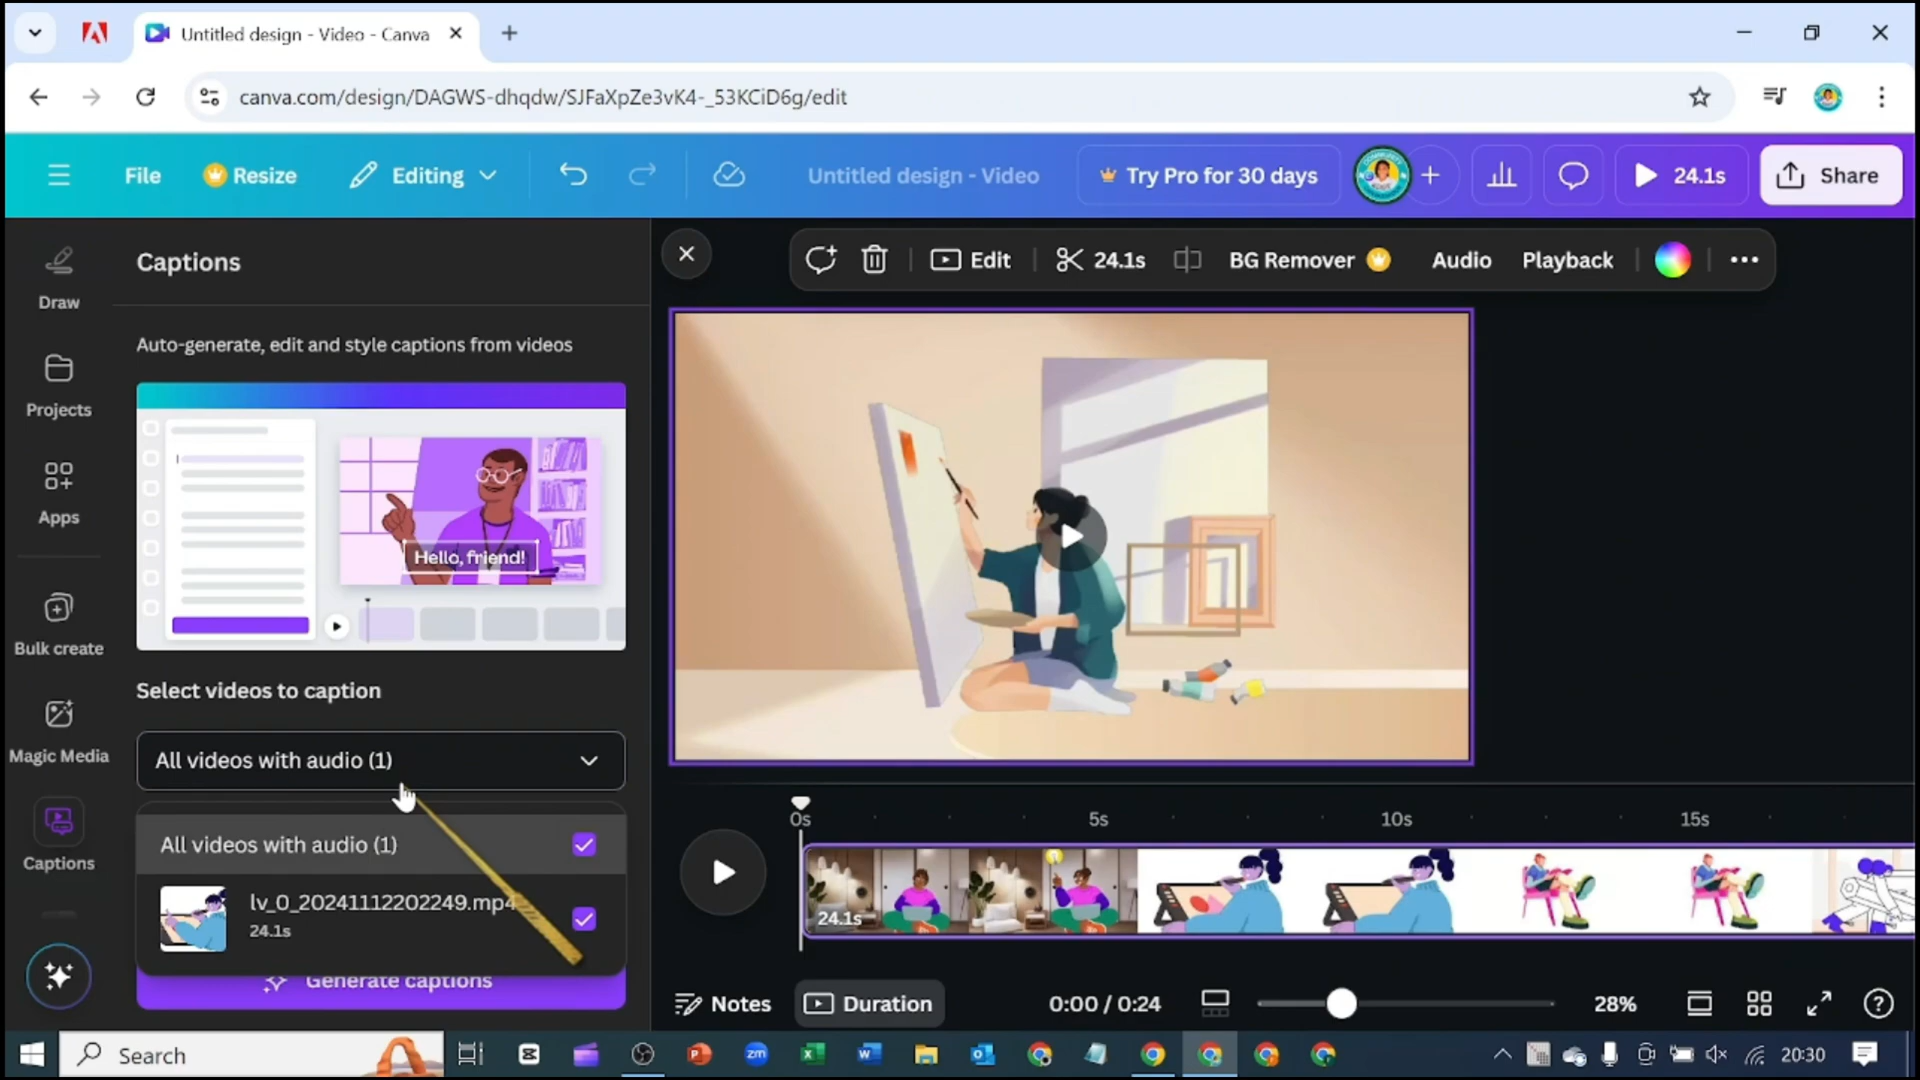 Untitled design - Video - Canva
canva.com/design/DAGWS-dhqdw/SJFaXpZe3vK4-_53KCiD6g/edit
File
Resize
Editing
Untitled design - Video
Try Pro for 30 days
24.1s
Share
Draw
Projects
Apps
Bulk create
Magic Media
Captions
Captions
Auto-generate, edit and style captions from videos
Hello, friend!
Select videos to caption
All videos with audio (1)
All videos with audio (1)
lv_0_20241112202249.mp4
24.1s
Generate captions
Edit
24.1s
BG Remover
Audio
Playback
0s
5s
10s
15s
24.1s
Notes
Duration
0:00 / 0:24
28%
Search
zm
20:30